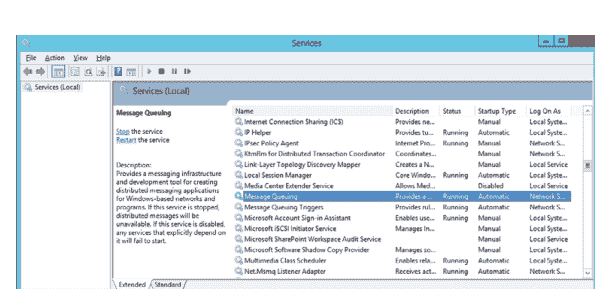 Services
File Action View Help
Services (Local)
Services (Local)
Message Queuing
Stop the service
Restart the service
Description:
Provides a messaging infrastructure
and development tool for creating
distributed messaging applications
for Windows-based networks and
programs. If this service is stopped,
distributed messages will be
unavailable. If this service is disabled,
any services that explicitly depend on
it will fail to start.
Name Description Status Startup Type Log On As
Internet Connection Sharing (ICS) Provides ne... Manual Local Syste...
IP Helper Provides tu... Running Automatic Local Syste...
IPsec Policy Agent Internet Pro... Running Manual Network S...
KtmRm for Distributed Transaction Coordinator Coordinates... Manual Network S...
Link-Layer Topology Discovery Mapper Creates a N... Manual Local Service
Local Session Manager Core Windo... Running Automatic Local Syste...
Media Center Extender Service Allows Med... Disabled Local Service
Message Queuing Provides a ... Running Automatic Network S...
Message Queuing Triggers Provides rul... Running Automatic Network S...
Microsoft Account Sign-in Assistant Enables use... Running Manual Local Syste...
Microsoft iSCSI Initiator Service Manages In... Manual Local Syste...
Microsoft SharePoint Workspace Audit Service Manual Local Service
Microsoft Software Shadow Copy Provider Manages so... Manual Local Syste...
Multimedia Class Scheduler Enables rela... Running Automatic Local Syste...
Net.Msmq Listener Adapter Receives act... Running Automatic Network S...
Extended Standard